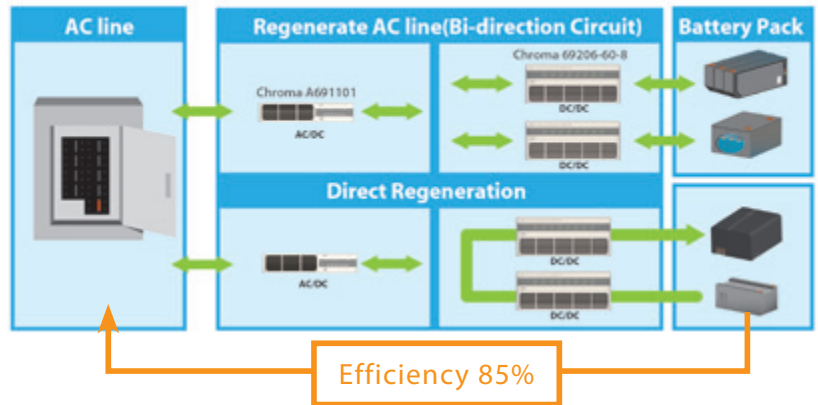 AC line
Regenerate AC line(Bi-direction Circuit)
Battery Pack
Chroma 69206-60-8
Chroma A691101
AC/DC
DC/DC
DC/DC
Direct Regeneration
AC/DC
DC/DC
DC/DC
Efficiency 85%